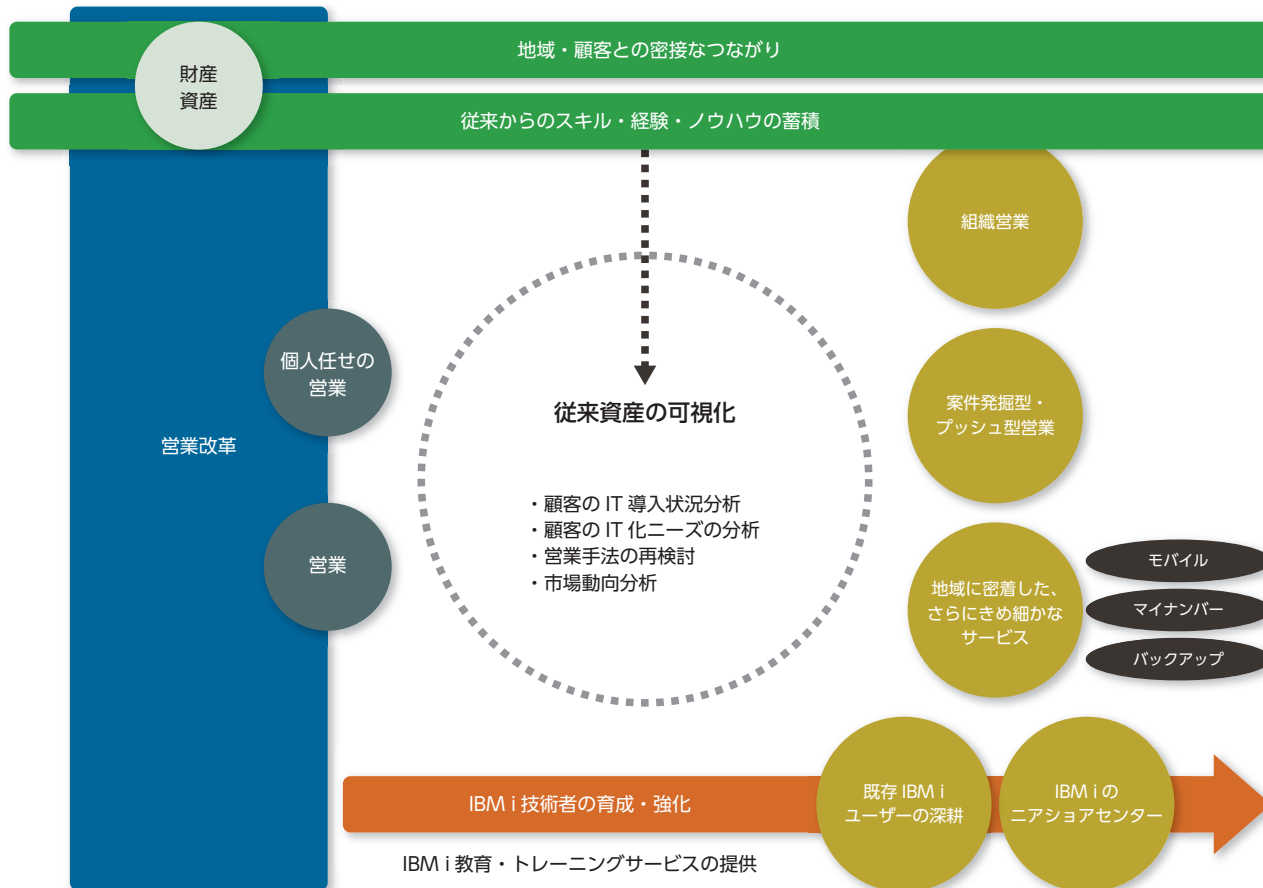 地域・顧客との密接なつながり
財産
資産
従来からのスキル・経験・ノウハウの蓄積
組織営業
個人任せの
営業
従来資産の可視化
案件発掘型・
プッシュ型営業
営業改革
・顧客の IT 導入状況分析
・顧客の IT 化ニーズの分析
・営業手法の再検討
・市場動向分析
営業
地域に密着した、
さらにきめ細かな
サービス
モバイル
マイナンバー
バックアップ
IBM i 技術者の育成・強化
既存 IBM i
ユーザーの深耕
IBM i の
ニアショアセンター
IBM i 教育・トレーニングサービスの提供